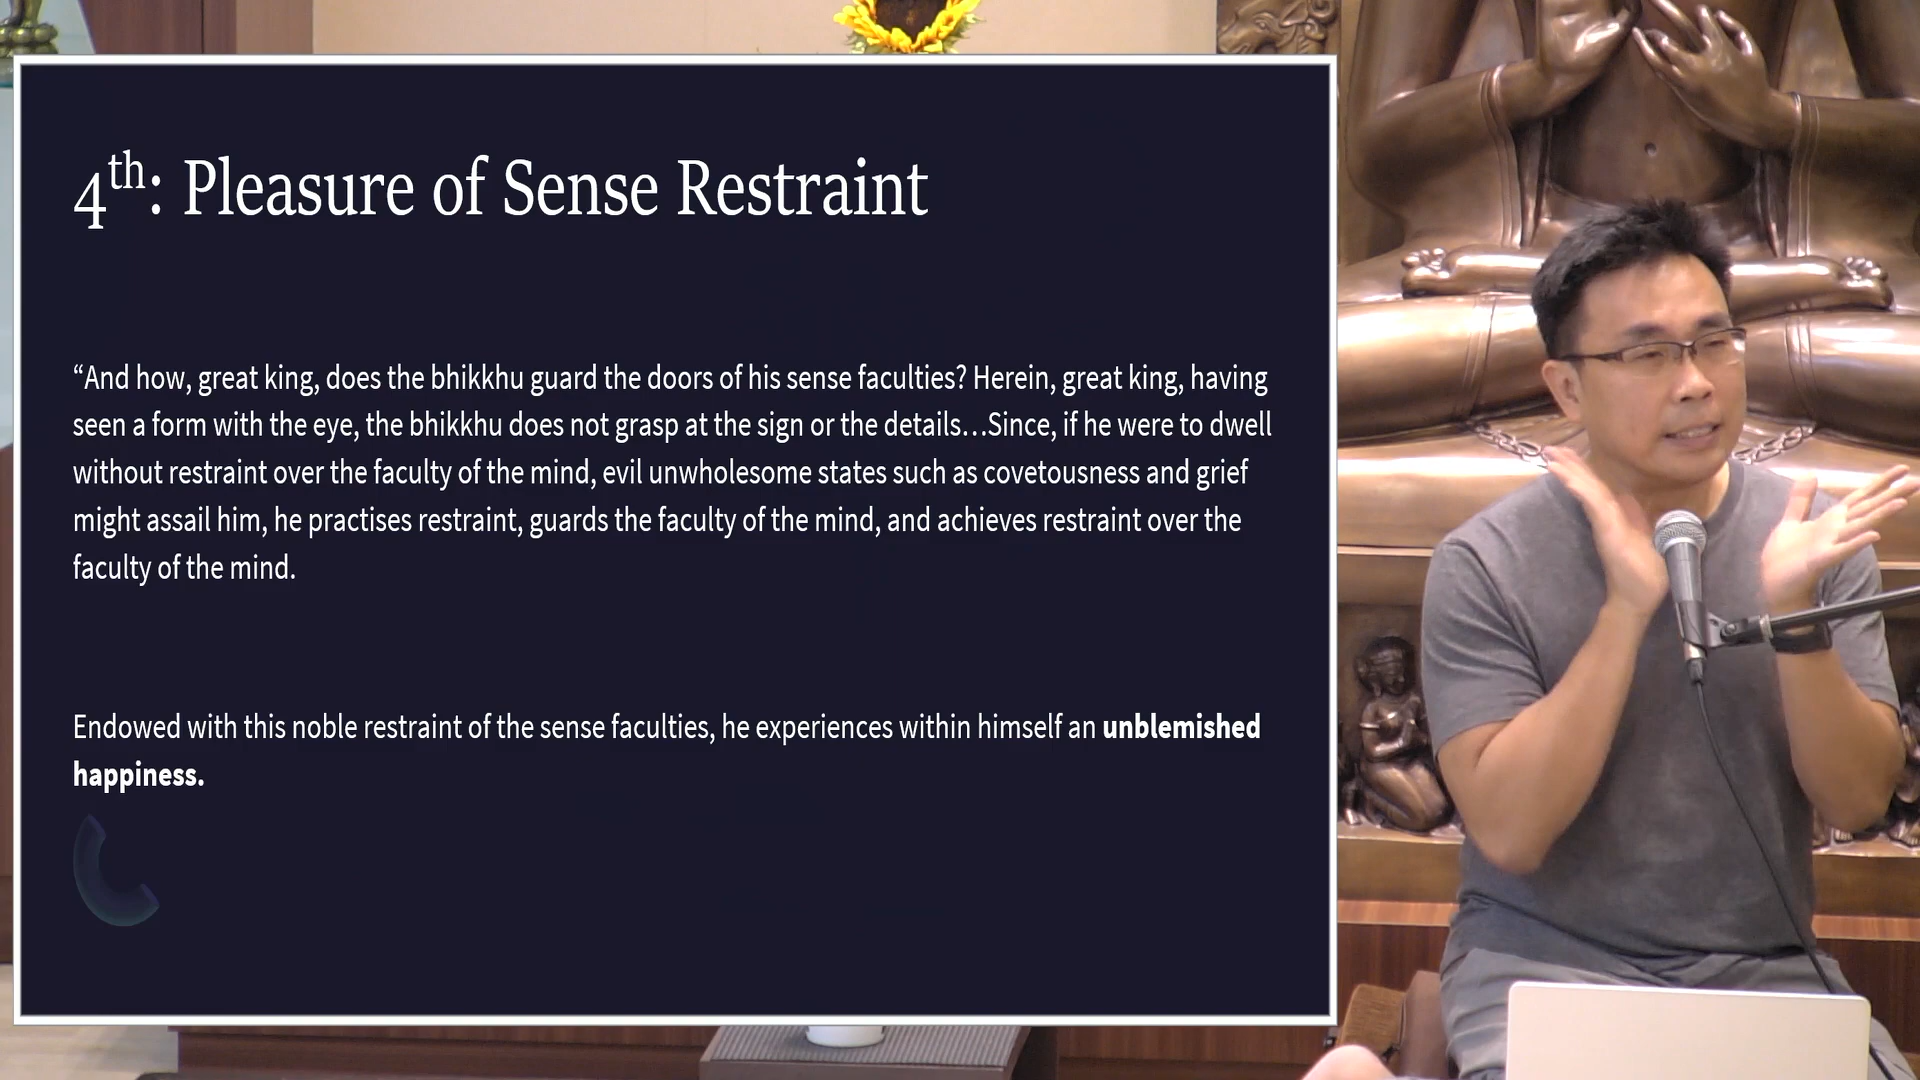 4th: Pleasure of Sense Restraint
“And how, great king, does the bhikkhu guard the doors of his sense faculties? Herein, great king, having
seen a form with the eye, the bhikkhu does not grasp at the sign or the details…Since, if he were to dwell
without restraint over the faculty of the mind, evil unwholesome states such as covetousness and grief
might assail him, he practises restraint, guards the faculty of the mind, and achieves restraint over the
faculty of the mind.
Endowed with this noble restraint of the sense faculties, he experiences within himself an unblemished
happiness.